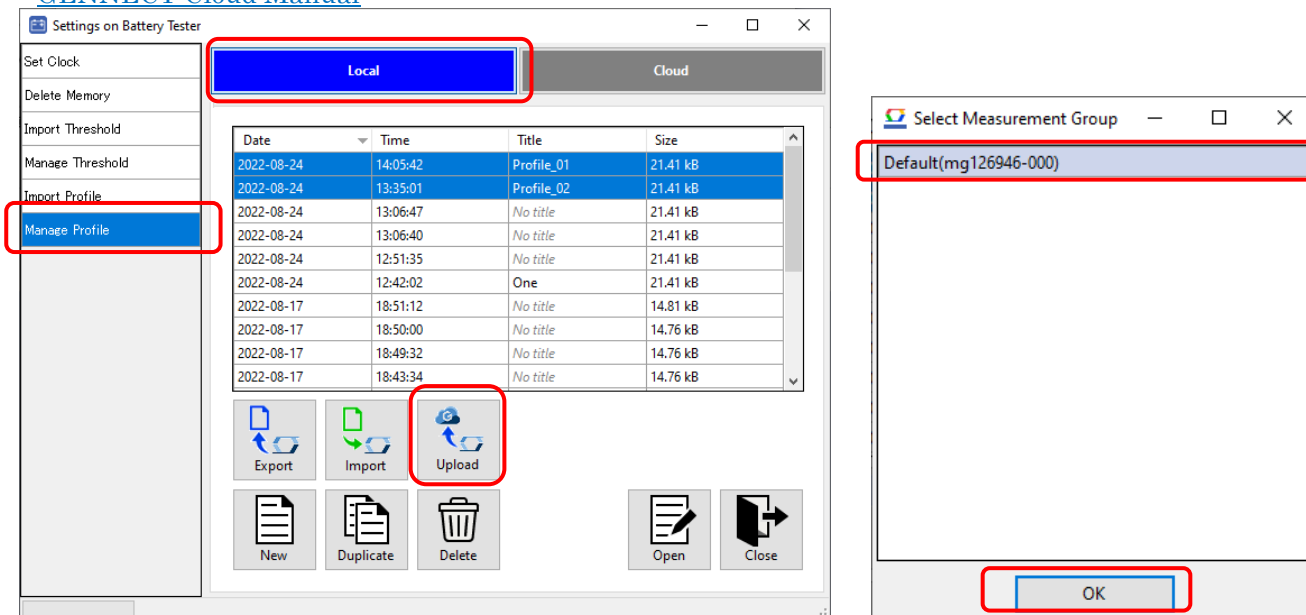 GENNECT Cloud Manual
Settings on Battery Tester
Set Clock
Delete Memory
Import Threshold
Manage Threshold
Import Profile
Manage Profile
Local Cloud
Date Time Title Size
2022-08-24 14:05:42 Profile_01 21.41 kB
2022-08-24 13:35:01 Profile_02 21.41 kB
2022-08-24 13:06:47 No title 21.41 kB
2022-08-24 13:06:40 No title 21.41 kB
2022-08-24 12:51:35 No title 21.41 kB
2022-08-24 12:42:02 One 21.41 kB
2022-08-17 18:51:12 No title 14.81 kB
2022-08-17 18:50:00 No title 14.76 kB
2022-08-17 18:49:32 No title 14.76 kB
2022-08-17 18:43:34 No title 14.76 kB
Export Import Upload
New Duplicate Delete Open Close
Select Measurement Group
Default(mg126946-000)
OK